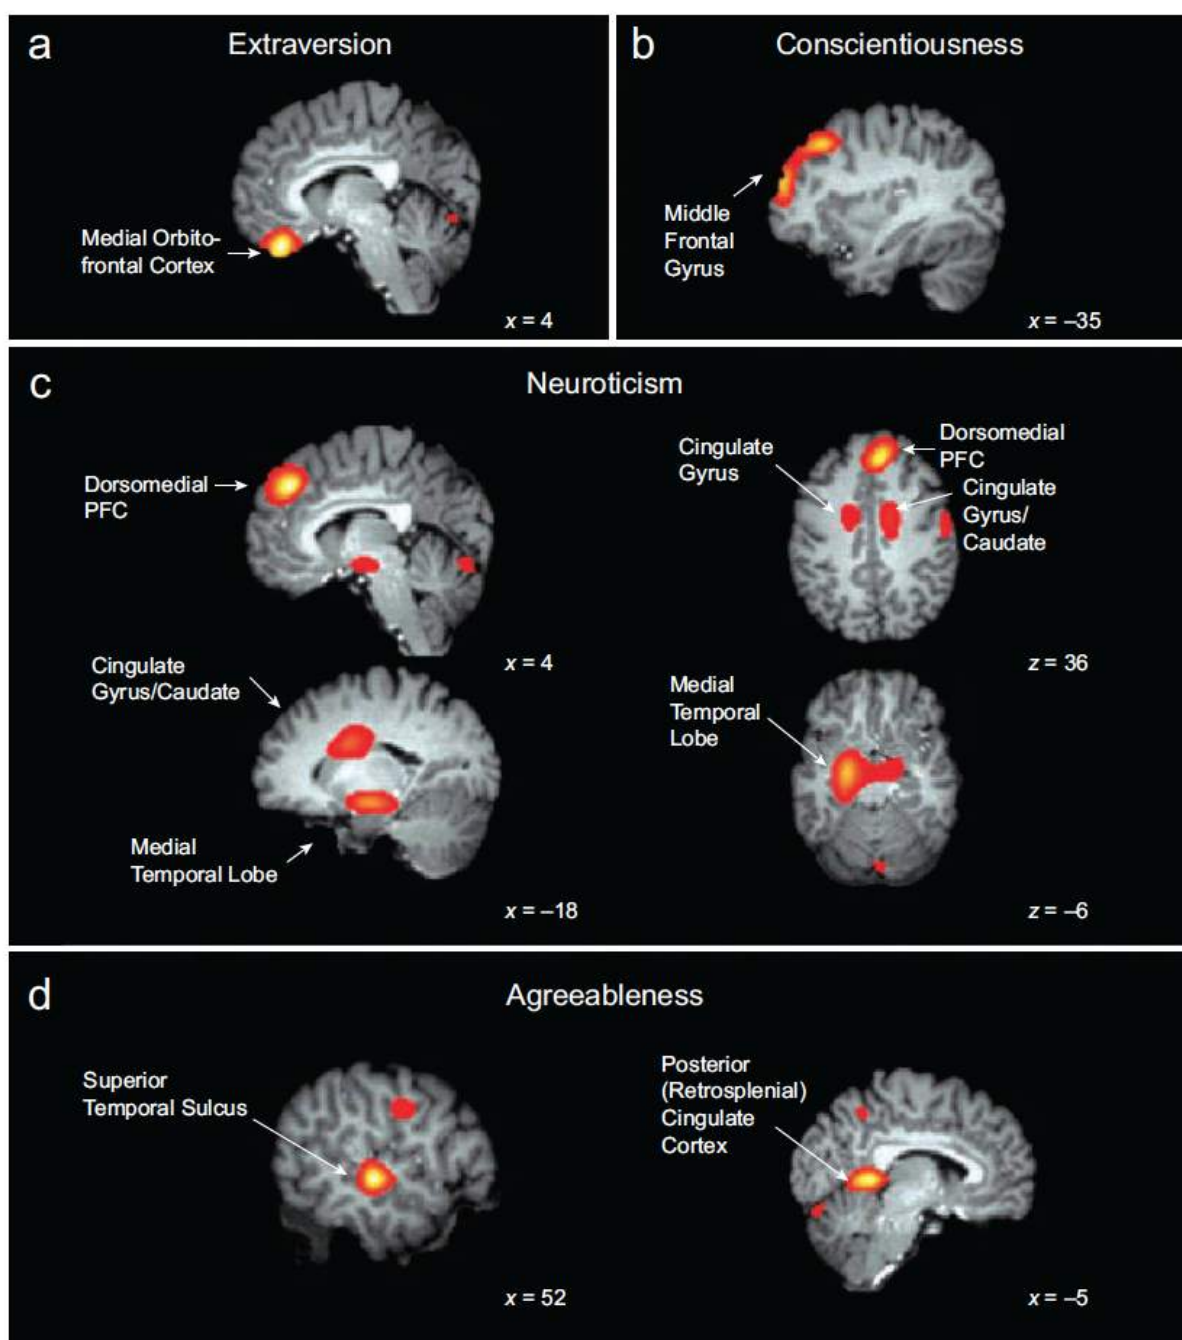 a
Extraversion
Medial Orbito-
frontal Cortex
x = 4
b
Conscientiousness
Middle
Frontal
Gyrus
x = –35
c
Neuroticism
Dorsomedial
PFC
x = 4
Cingulate
Gyrus
Dorsomedial
PFC
Cingulate
Gyrus/
Caudate
z = 36
Cingulate
Gyrus/Caudate
Medial
Temporal Lobe
x = –18
Medial
Temporal
Lobe
z = –6
d
Agreeableness
Superior
Temporal Sulcus
x = 52
Posterior
(Retrosplenial)
Cingulate
Cortex
x = –5